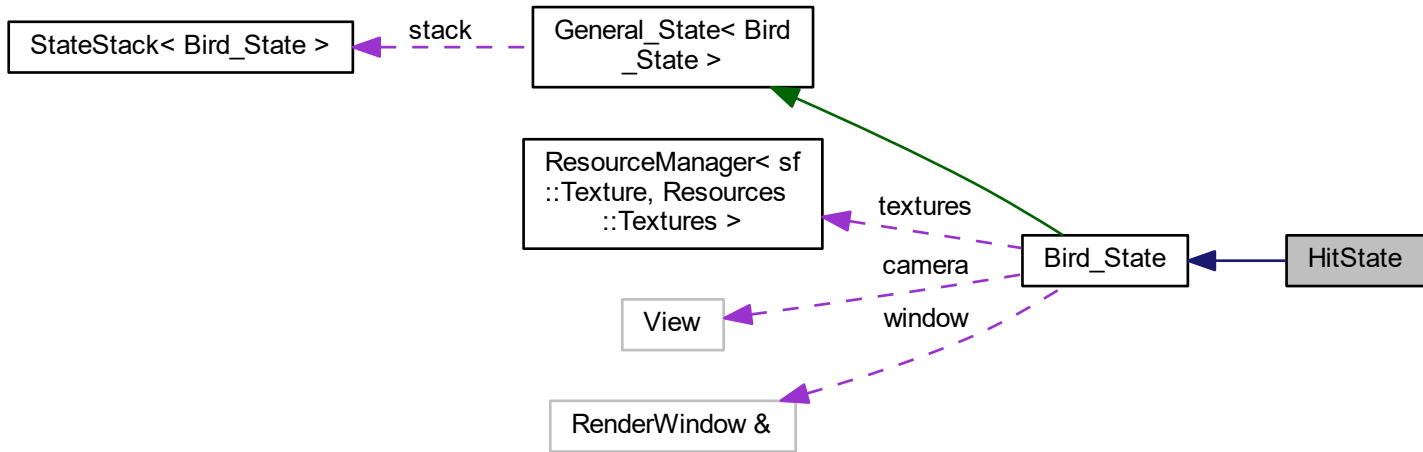 StateStack< Bird_State >
stack
General_State< Bird
_State >
ResourceManager< sf
::Texture, Resources
::Textures >
textures
camera
window
View
RenderWindow &
Bird_State
HitState